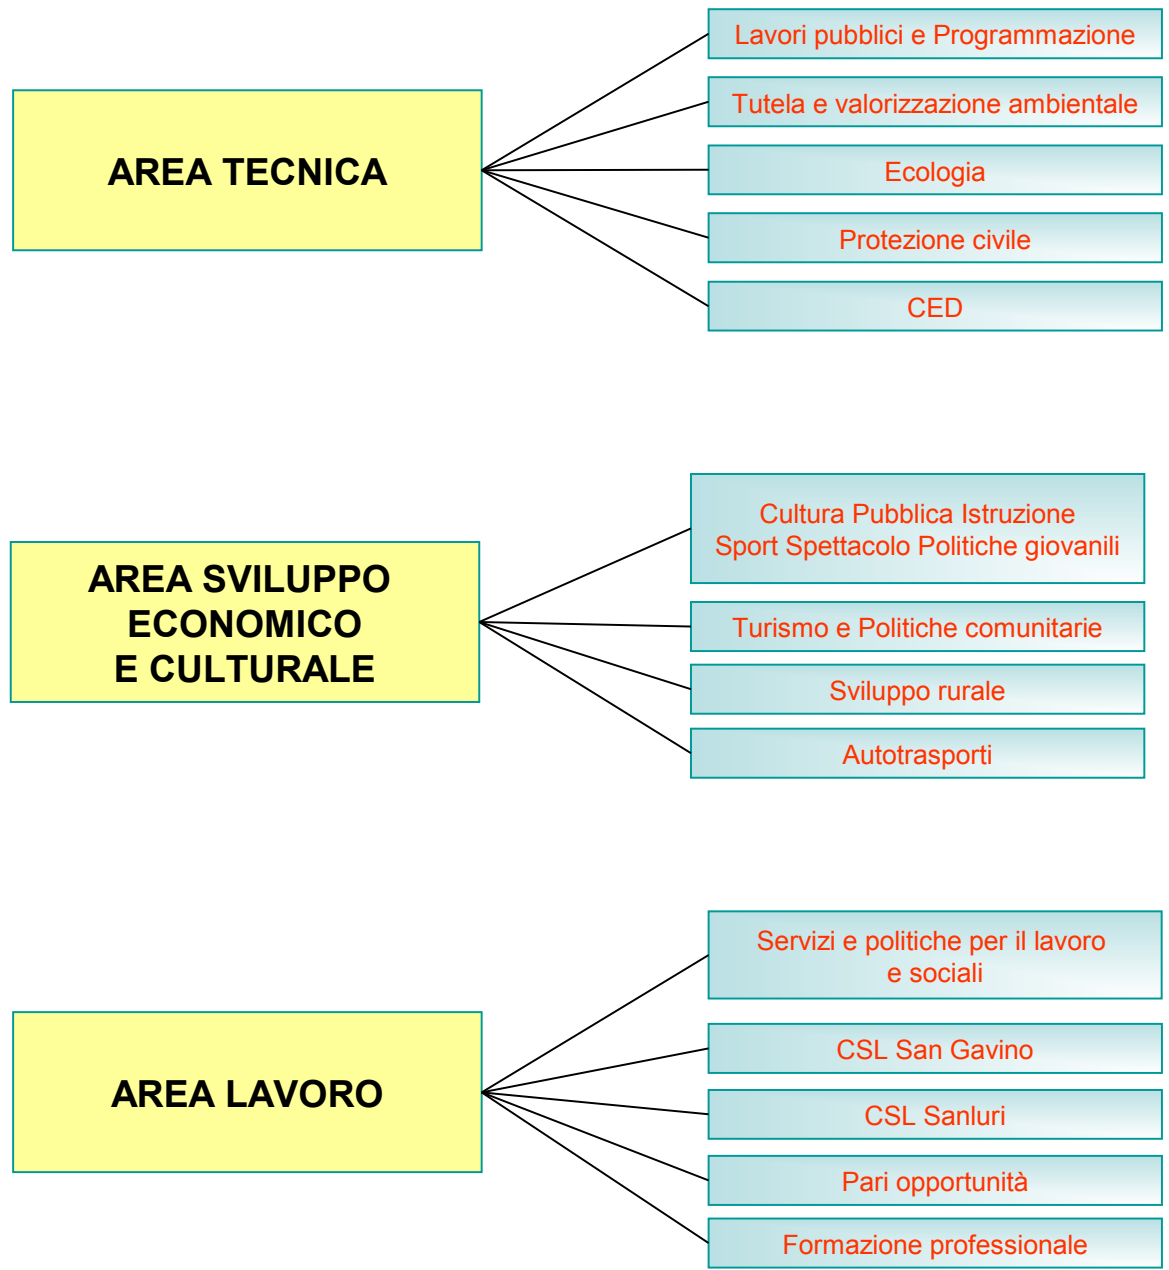 AREA TECNICA
Lavori pubblici e Programmazione
Tutela e valorizzazione ambientale
Ecologia
Protezione civile
CED
AREA SVILUPPO
ECONOMICO
E CULTURALE
Cultura Pubblica Istruzione
Sport Spettacolo Politiche giovanili
Turismo e Politiche comunitarie
Sviluppo rurale
Autotrasporti
AREA LAVORO
Servizi e politiche per il lavoro
e sociali
CSL San Gavino
CSL Sanluri
Pari opportunità
Formazione professionale